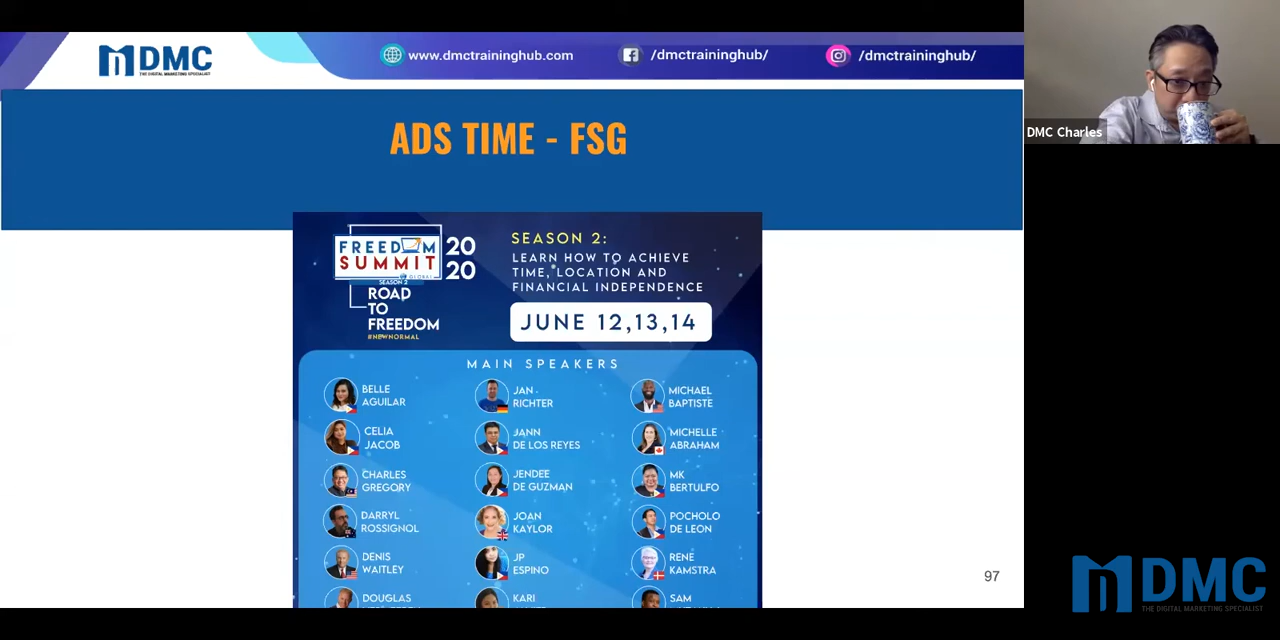 DMC
THE DIGITAL MARKETING SPECIALIST
www.dmctraininghub.com
/dmctraininghub/
/dmctraininghub/
DMC Charles
ADS TIME - FSG
FREEDOM
SUMMIT
GLOBAL
2020
SEASON 2
ROAD
TO
FREEDOM
#NEWNORMAL
SEASON 2:
LEARN HOW TO ACHIEVE
TIME, LOCATION AND
FINANCIAL INDEPENDENCE
JUNE 12,13,14
MAIN SPEAKERS
BELLE
AGUILAR
JAN
RICHTER
MICHAEL
BAPTISTE
CELIA
JACOB
JANN
DE LOS REYES
MICHELLE
ABRAHAM
CHARLES
GREGORY
JENDEE
DE GUZMAN
MK
BERTULFO
DARRYL
ROSSIGNOL
JOAN
KAYLOR
POCHOLO
DE LEON
DENIS
WAITLEY
JP
ESPINO
RENE
KAMSTRA
DOUGLAS
KARI
SAM
97
DMC
THE DIGITAL MARKETING SPECIALIST